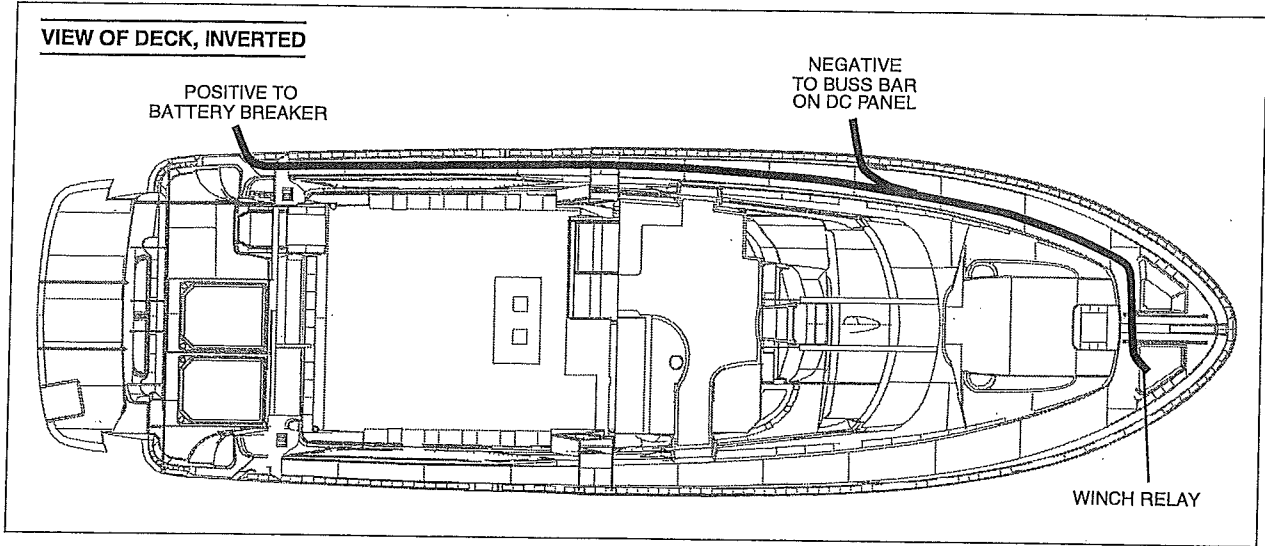 VIEW OF DECK, INVERTED
POSITIVE TO
BATTERY BREAKER
NEGATIVE
TO BUSS BAR
ON DC PANEL
WINCH RELAY